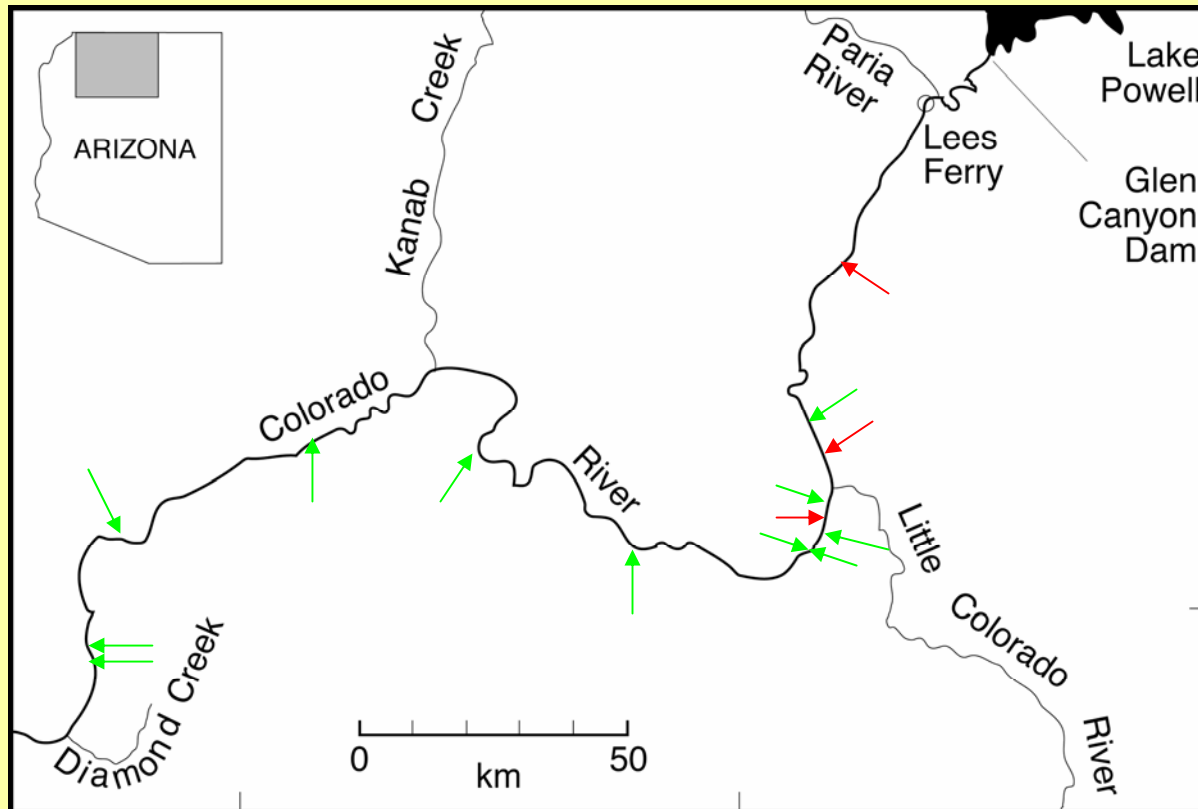 Paria
River
Lake
Powell
Kanab Creek
ARIZONA
Lees
Ferry
Glen
Canyon
Dam
Colorado
River
Little
Colorado
River
Diamond Creek
0
50
km